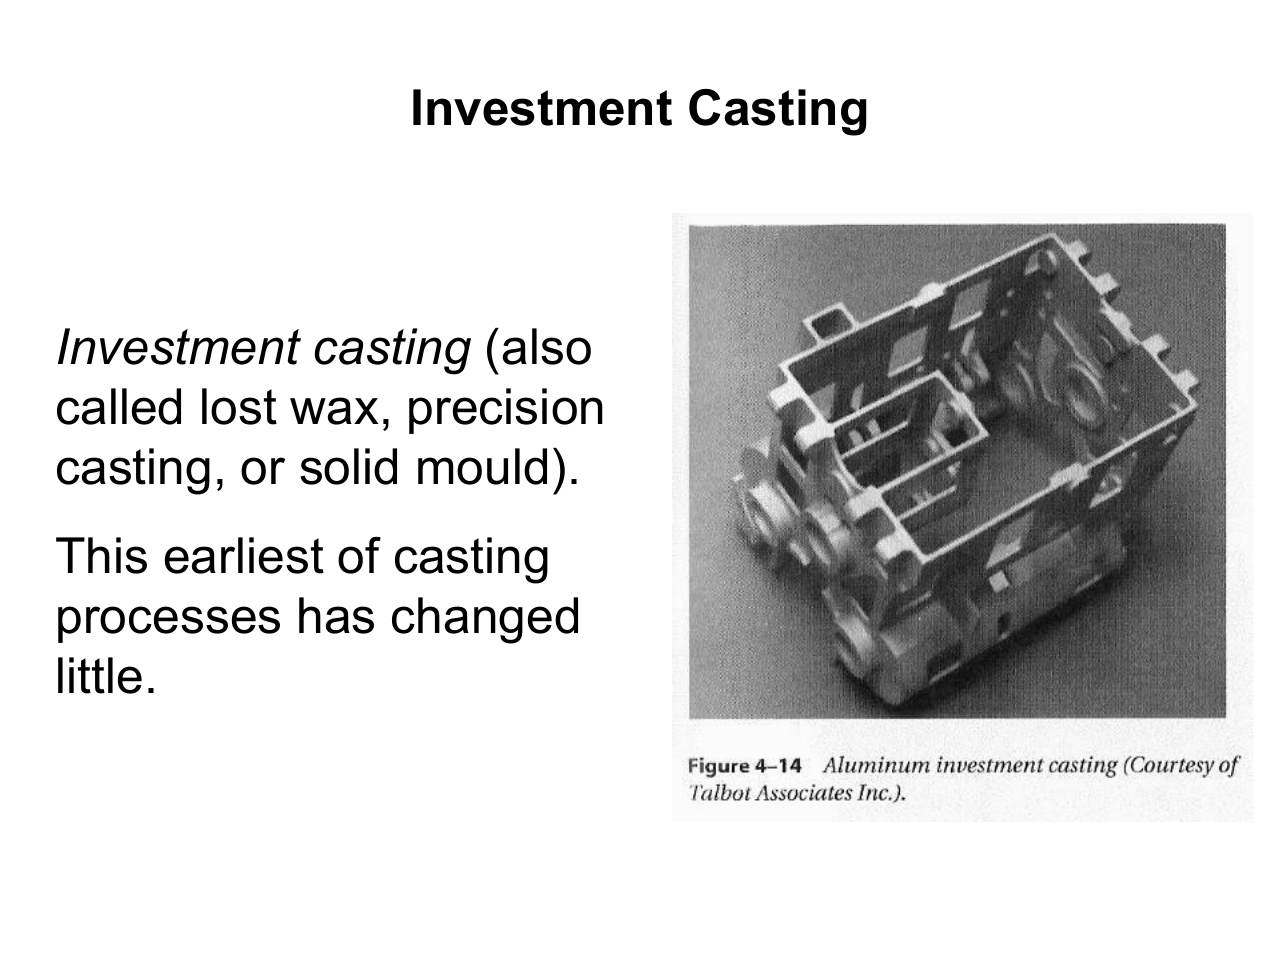 Investment Casting
Investment casting (also
called lost wax, precision
casting, or solid mould).
This earliest of casting
processes has changed
little.
Figure 4–14 Aluminum investment casting (Courtesy of
Talbot Associates Inc.).